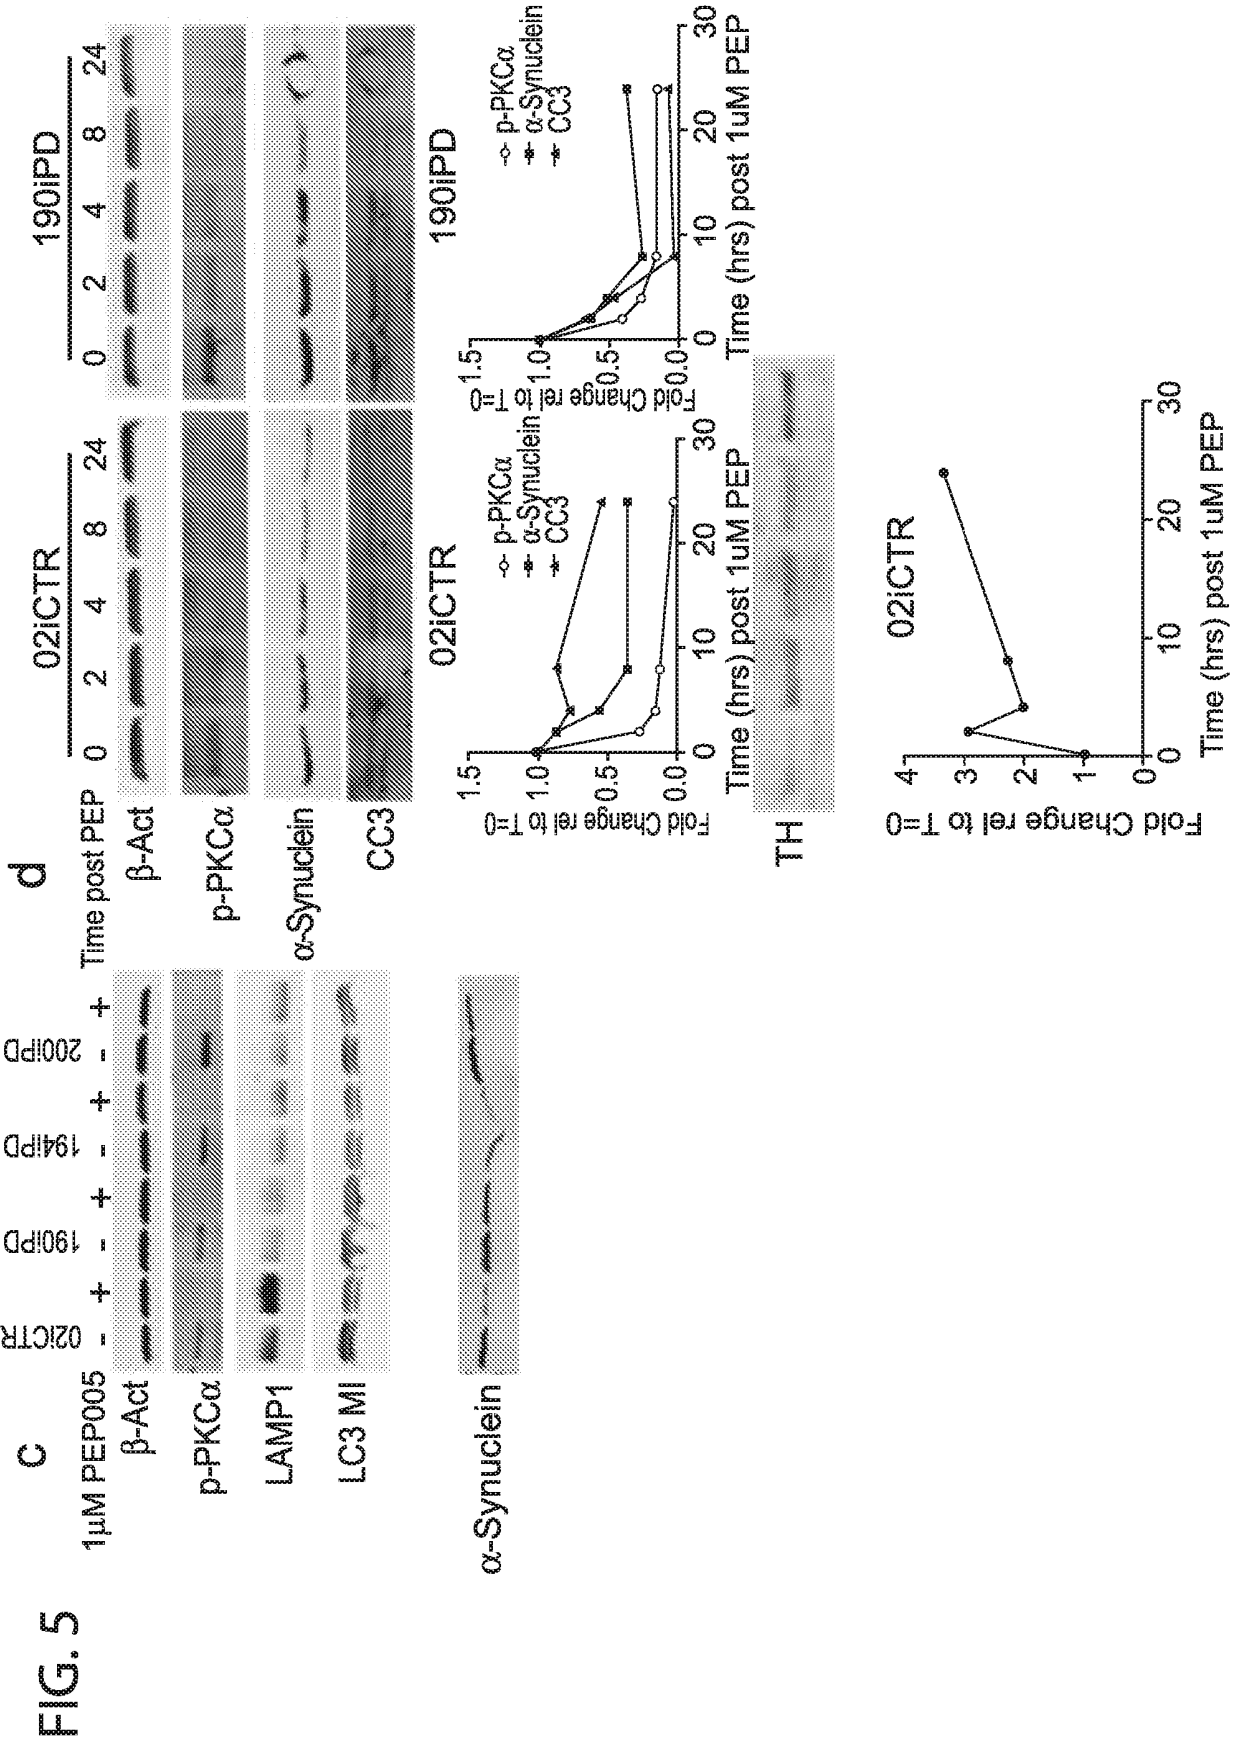 FIG. 5
c
02iCTR 190iPD 194iPD 200iPD
1µM PEP005 - + - + - + - +
β-Act
p-PKCα
LAMP1
LC3 MI
α-Synuclein
d
02iCTR 190iPD
Time post PEP 0 2 4 8 24 0 2 4 8 24
β-Act
p-PKCα
α-Synuclein
CC3
02iCTR
p-PKCα
α-Synuclein
CC3
Fold Change rel to T=0
1.5
1.0
0.5
0.0
0 10 20 30
Time (hrs) post 1uM PEP
190iPD
p-PKCα
α-Synuclein
CC3
Fold Change rel to T=0
1.5
1.0
0.5
0.0
0 10 20 30
Time (hrs) post 1uM PEP
TH
02iCTR
Fold Change rel to T=0
4
3
2
1
0
0 10 20 30
Time (hrs) post 1uM PEP